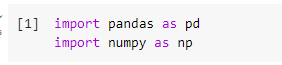 [1] import pandas as pd
import numpy as np